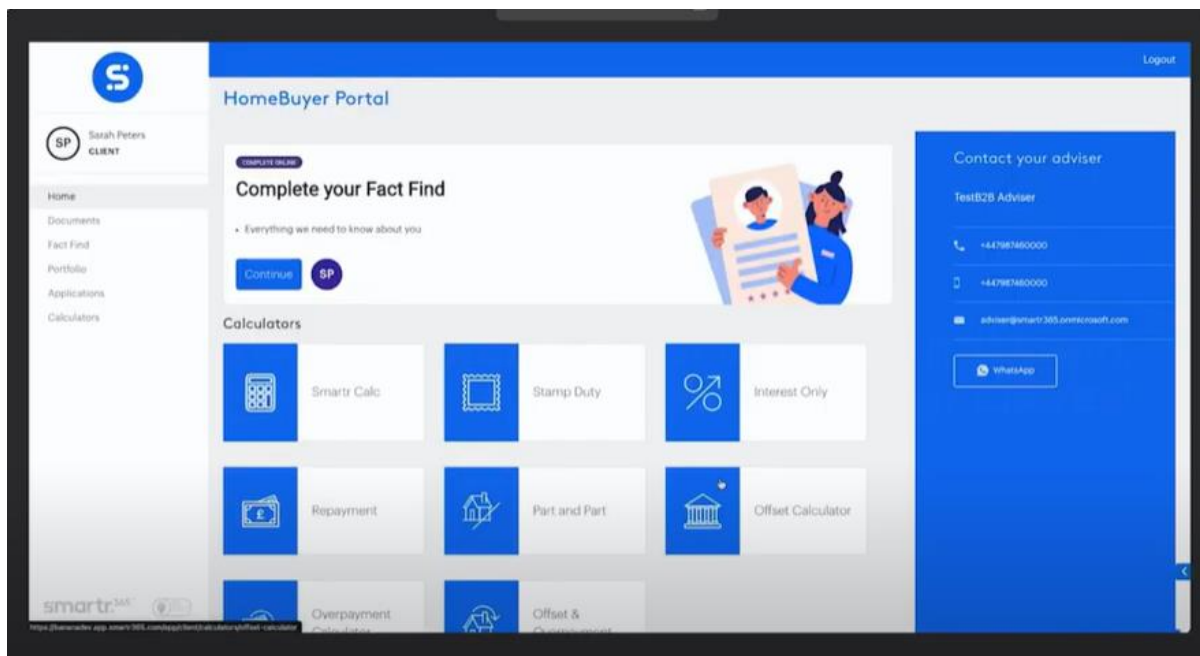 Logout
S
HomeBuyer Portal
SP
Sarah Peters
CLIENT
Home
Documents
Fact Find
Portfolio
Applications
Calculators
COMPLETE ONLINE
Complete your Fact Find
• Everything we need to know about you
Continue
SP
Contact your adviser
TestB2B Adviser
+447987460000
+447987460000
adviser@smartr365.onmicrosoft.com
WhatsApp
Calculators
Smartr Calc
Stamp Duty
Interest Only
£
Repayment
Part and Part
Offset Calculator
Overpayment
Calculator
Offset &
Overpayment
smartr365